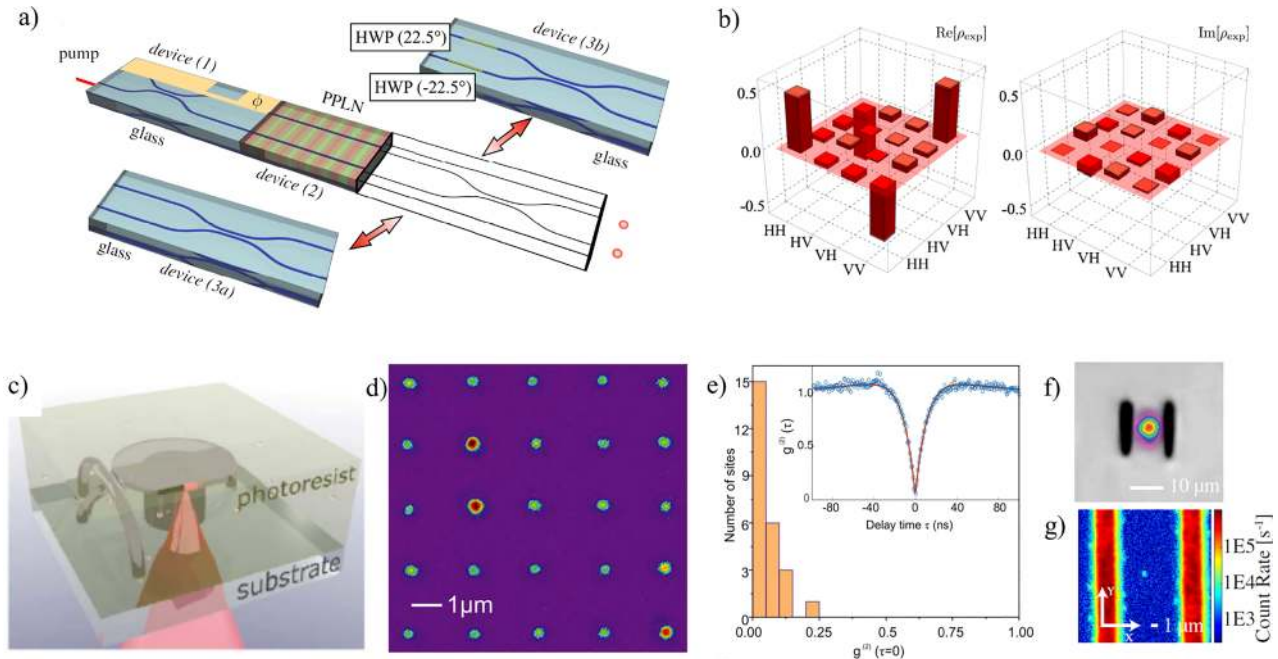 a)
pump
device (1)
ϕ
glass
PPLN
device (2)
HWP (22.5°)
HWP (-22.5°)
device (3b)
glass
glass
device (3a)
b)
Re[ρexp]
0.5
0.0
-0.5
HH
HV
VH
VV
HH
HV
VH
VV
Im[ρexp]
0.5
0.0
-0.5
HH
HV
VH
VV
HH
HV
VH
VV
c)
photoresist
substrate
d)
1μm
e)
Number of sites
15
12
9
6
3
0
0.00
0.25
0.50
0.75
1.00
g(2) (τ=0)
g(2) (τ)
1.0
0.5
0
-80
-40
0
40
80
Delay time τ (ns)
f)
10 μm
g)
Y
X
1 μm
1E5
1E4
1E3
Count Rate [s-1]